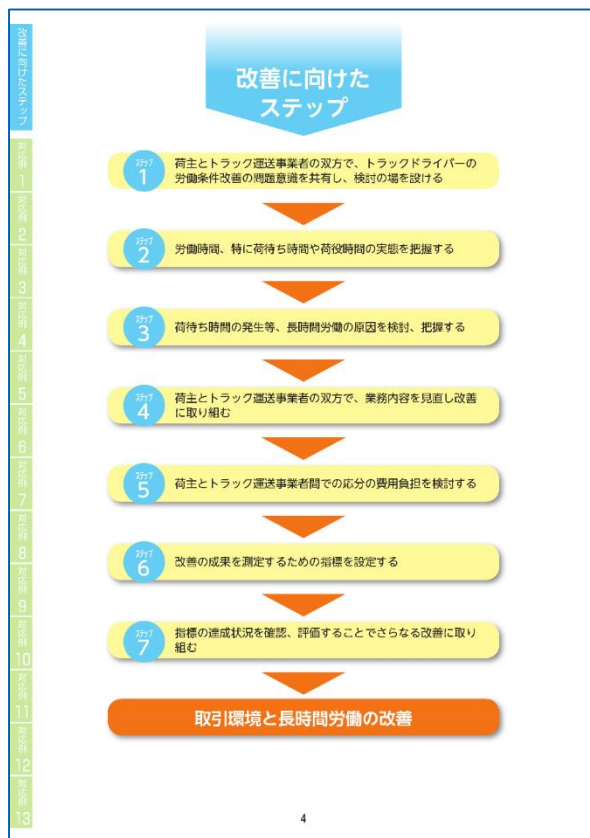 改善に向けたステップ
対応例
1
対応例
2
対応例
3
対応例
4
対応例
5
対応例
6
対応例
7
対応例
8
対応例
9
対応例
10
対応例
11
対応例
12
対応例
13
改善に向けた
ステップ
ステップ
1
荷主とトラック運送事業者の双方で、トラックドライバーの
労働条件改善の問題意識を共有し、検討の場を設ける
ステップ
2
労働時間、特に荷待ち時間や荷役時間の実態を把握する
ステップ
3
荷待ち時間の発生等、長時間労働の原因を検討、把握する
ステップ
4
荷主とトラック運送事業者の双方で、業務内容を見直し改善
に取り組む
ステップ
5
荷主とトラック運送事業者間での応分の費用負担を検討する
ステップ
6
改善の成果を測定するための指標を設定する
ステップ
7
指標の達成状況を確認、評価することでさらなる改善に取り
組む
取引環境と長時間労働の改善
4